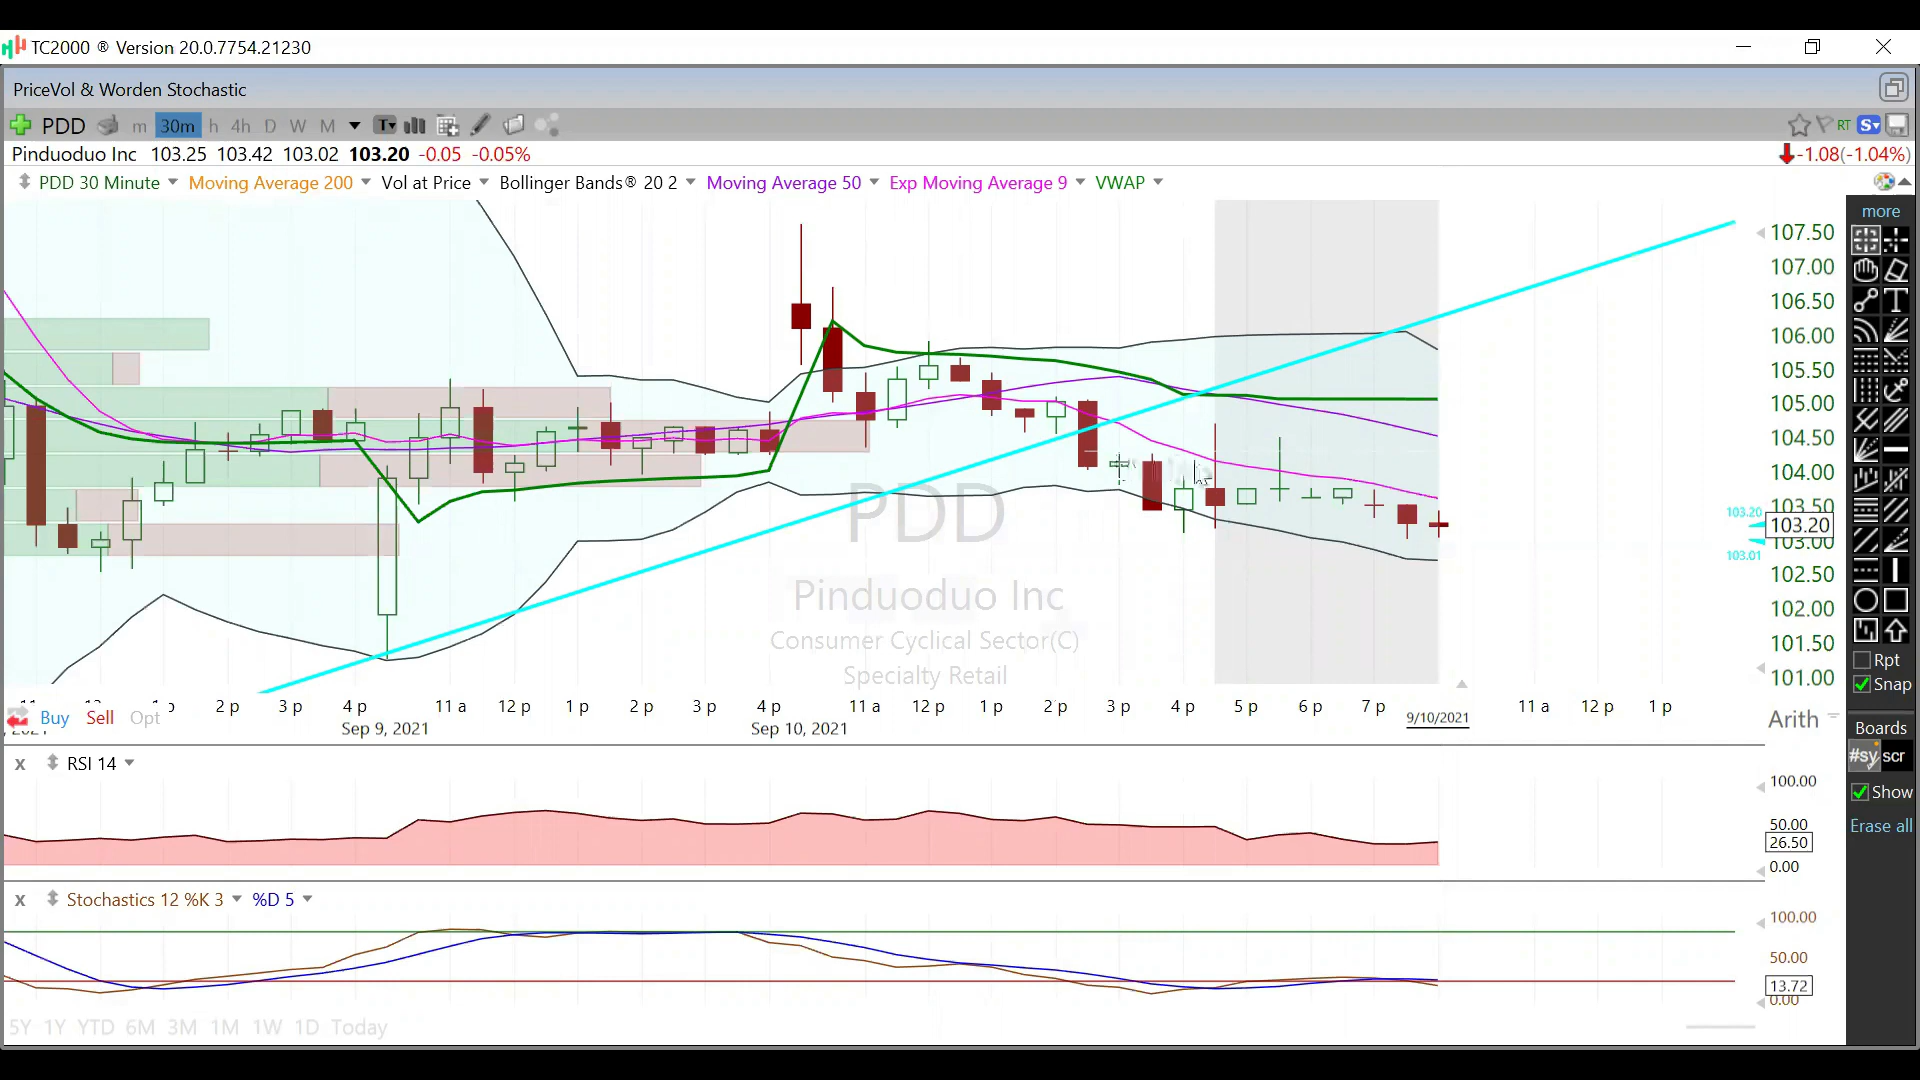 TC2000 ® Version 20.0.7754.21230
PriceVol & Worden Stochastic
PDD m 30m h 4h D W M T RT S
Pinduoduo Inc 103.25 103.42 103.02 103.20 -0.05 -0.05% -1.08(-1.04%)
PDD 30 Minute Moving Average 200 Vol at Price Bollinger Bands® 20 2 Moving Average 50 Exp Moving Average 9 VWAP
more
107.50
107.00
106.50
106.00
105.50
105.00
104.50
104.00
103.50
103.20
103.20
103.00
103.01
102.50
102.00
101.50
101.00
PDD
Pinduoduo Inc
Consumer Cyclical Sector(C)
Specialty Retail
Rpt
Snap
2 p 3 p 4 p 11 a 12 p 1 p 2 p 3 p 4 p 11 a 12 p 1 p 2 p 3 p 4 p 5 p 6 p 7 p 11 a 12 p 1 p
Buy Sell Opt
Sep 9, 2021 Sep 10, 2021 9/10/2021
Arith
Boards
#sy scr
Show
Erase all
x RSI 14
100.00
50.00
26.50
0.00
x Stochastics 12 %K 3 %D 5
100.00
50.00
13.72
0.00
5Y 1Y YTD 6M 3M 1M 1W 1D Today